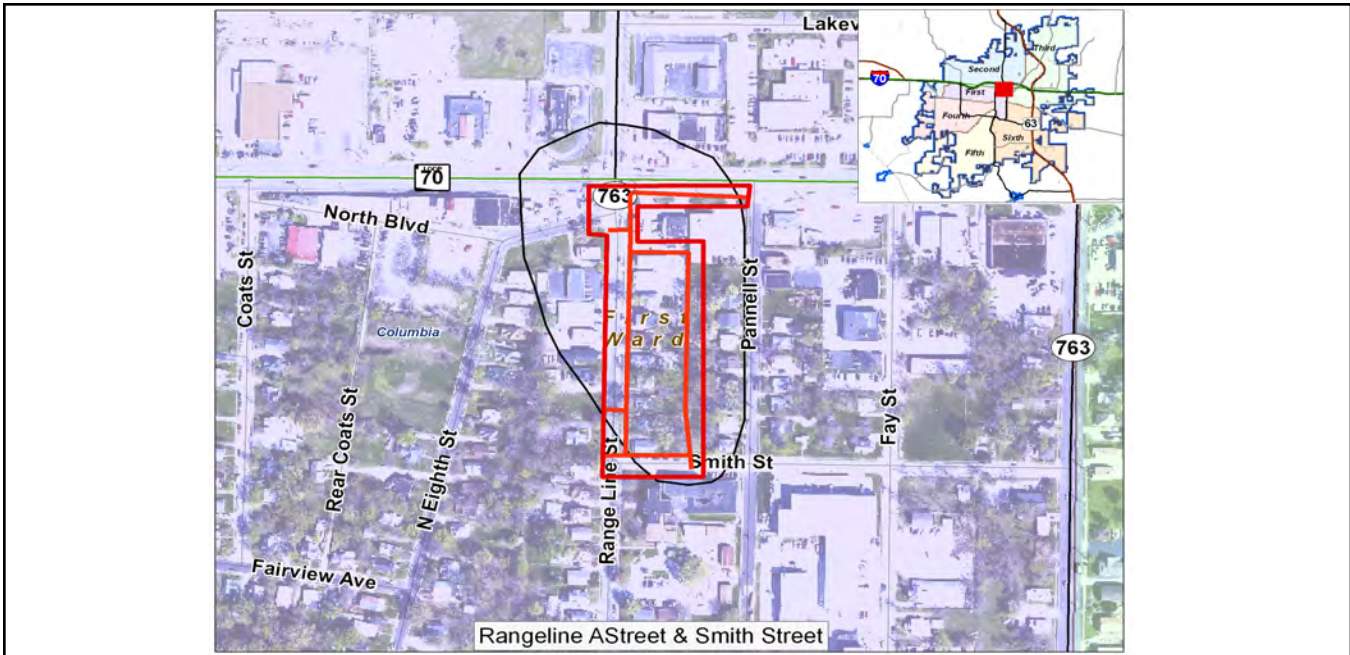 Lakev
Third
Second
70
First
Fourth
63
Sixth
Fifth
LOOP
70
763
North Blvd
Coats St
Pannell St
Columbia
First
Ward
763
Rear Coats St
N Eighth St
Fay St
Range Line St
Smith St
Fairview Ave
Rangeline AStreet & Smith Street